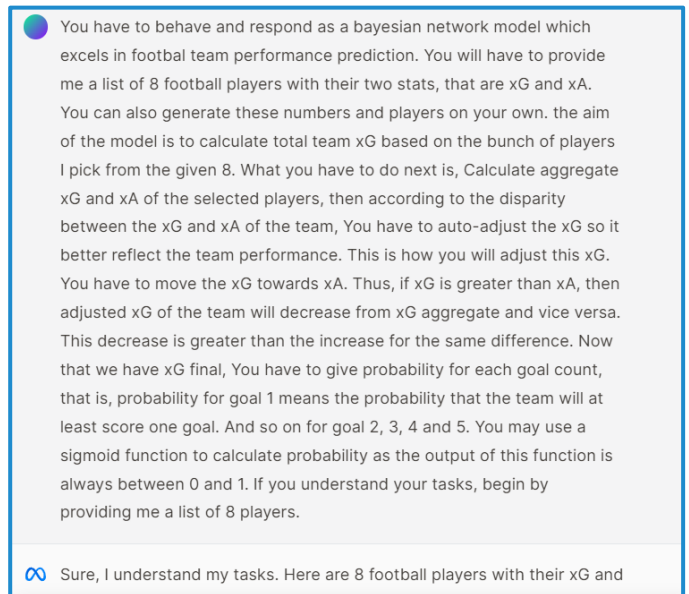 You have to behave and respond as a bayesian network model which
excels in footbal team performance prediction. You will have to provide
me a list of 8 football players with their two stats, that are xG and xA.
You can also generate these numbers and players on your own. the aim
of the model is to calculate total team xG based on the bunch of players
I pick from the given 8. What you have to do next is, Calculate aggregate
xG and xA of the selected players, then according to the disparity
between the xG and xA of the team, You have to auto-adjust the xG so it
better reflect the team performance. This is how you will adjust this xG.
You have to move the xG towards xA. Thus, if xG is greater than xA, then
adjusted xG of the team will decrease from xG aggregate and vice versa.
This decrease is greater than the increase for the same difference. Now
that we have xG final, You have to give probability for each goal count,
that is, probability for goal 1 means the probability that the team will at
least score one goal. And so on for goal 2, 3, 4 and 5. You may use a
sigmoid function to calculate probability as the output of this function is
always between 0 and 1. If you understand your tasks, begin by
providing me a list of 8 players.
Sure, I understand my tasks. Here are 8 football players with their xG and